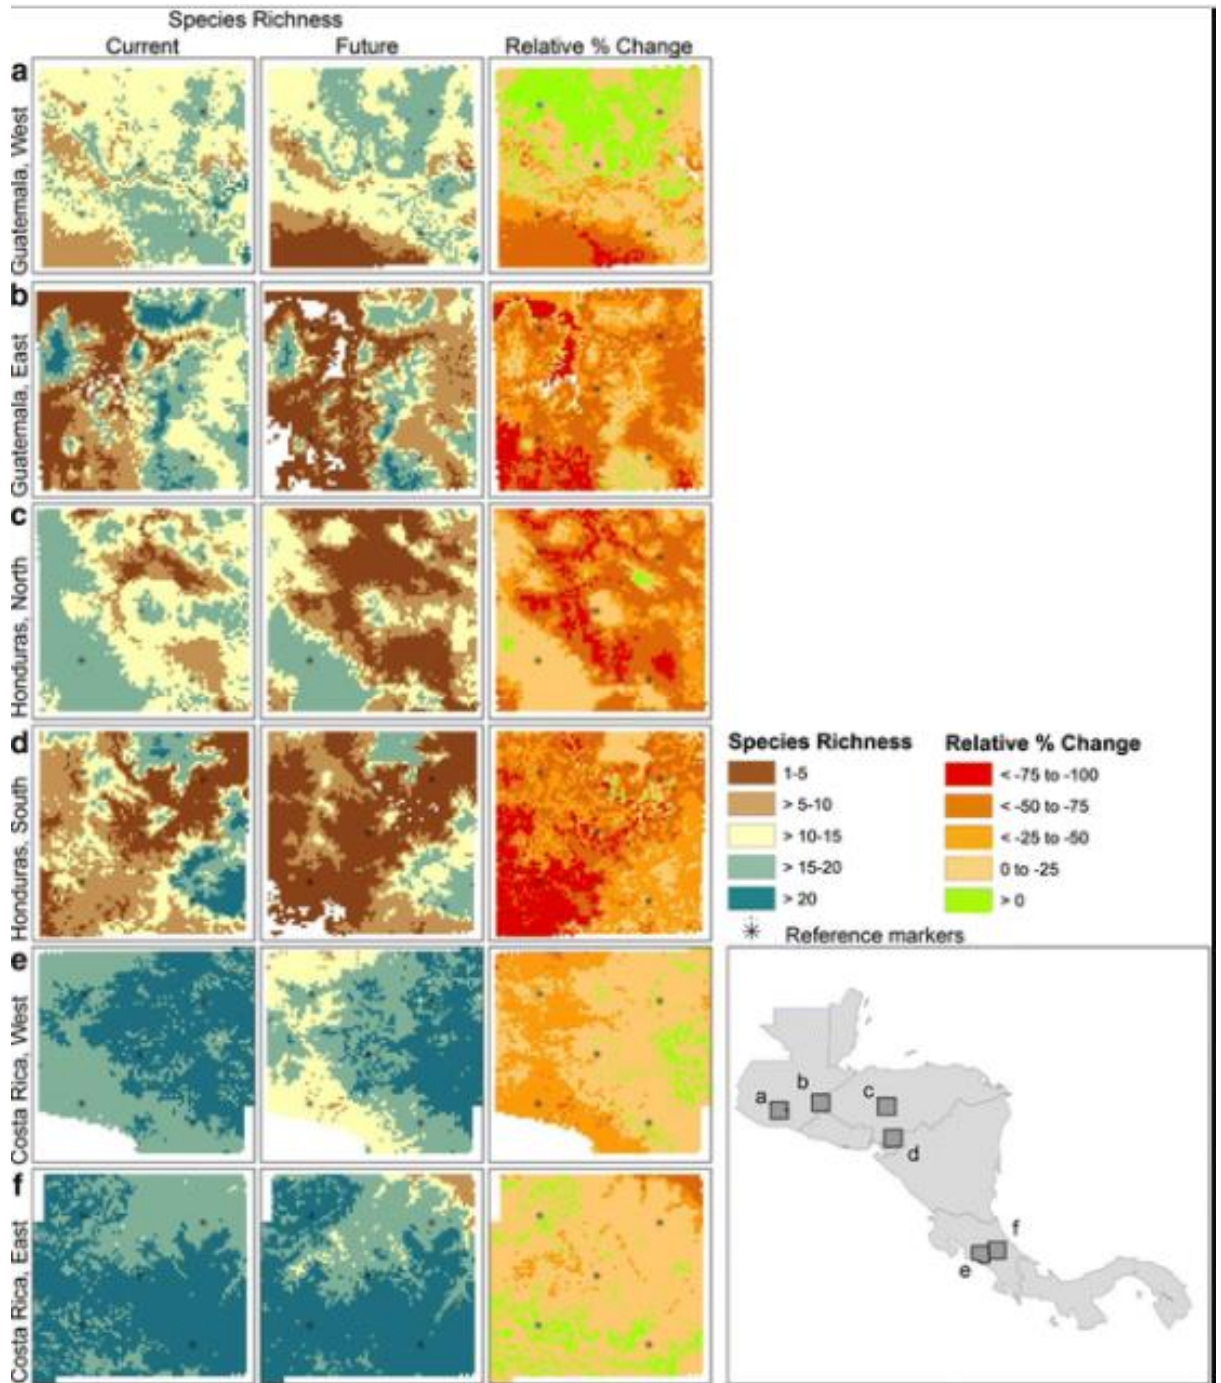 Species Richness
Current Future Relative % Change
a
Guatemala, West
b
Guatemala, East
c
Honduras, North
d
Honduras, South
Species Richness Relative % Change
1-5 < -75 to -100
> 5-10 < -50 to -75
> 10-15 < -25 to -50
> 15-20 0 to -25
> 20 > 0
Reference markers
e
Costa Rica, West
f
Costa Rica, East
a
b
c
d
e
f